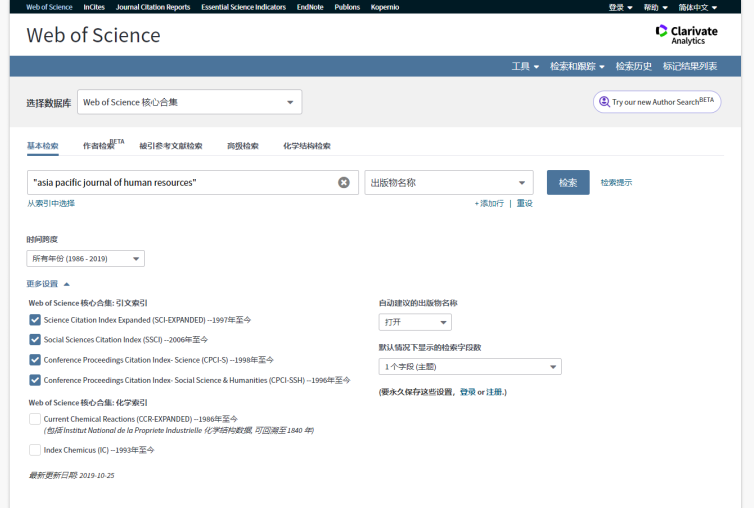 Web of Science InCites Journal Citation Reports Essential Science Indicators EndNote Publons Kopernio 登录 帮助 简体中文
Web of Science
Clarivate
Analytics
工具 检索和跟踪 检索历史 标记结果列表
选择数据库 Web of Science 核心合集 Try our new Author Search BETA
基本检索 作者检索 BETA 被引参考文献检索 高级检索 化学结构检索
"asia pacific journal of human resources" 出版物名称 检索 检索提示
从索引中选择 + 添加行 | 重设
时间跨度
所有年份 (1986 - 2019)
更多设置
Web of Science 核心合集: 引文索引
Science Citation Index Expanded (SCI-EXPANDED) --1997年至今
Social Sciences Citation Index (SSCI) --2006年至今
Conference Proceedings Citation Index- Science (CPCI-S) --1998年至今
Conference Proceedings Citation Index- Social Science & Humanities (CPCI-SSH) --1996年至今
Web of Science 核心合集: 化学索引
Current Chemical Reactions (CCR-EXPANDED) --1986年至今
(包括 Institut National de la Propriete Industrielle 化学结构数据, 可回溯至 1840 年)
Index Chemicus (IC) --1993年至今
最新更新日期: 2019-10-25
自动建议的出版物名称
打开
默认情况下显示的检索字段数
1 个字段 (主题)
(要永久保存这些设置，登录 or 注册.)